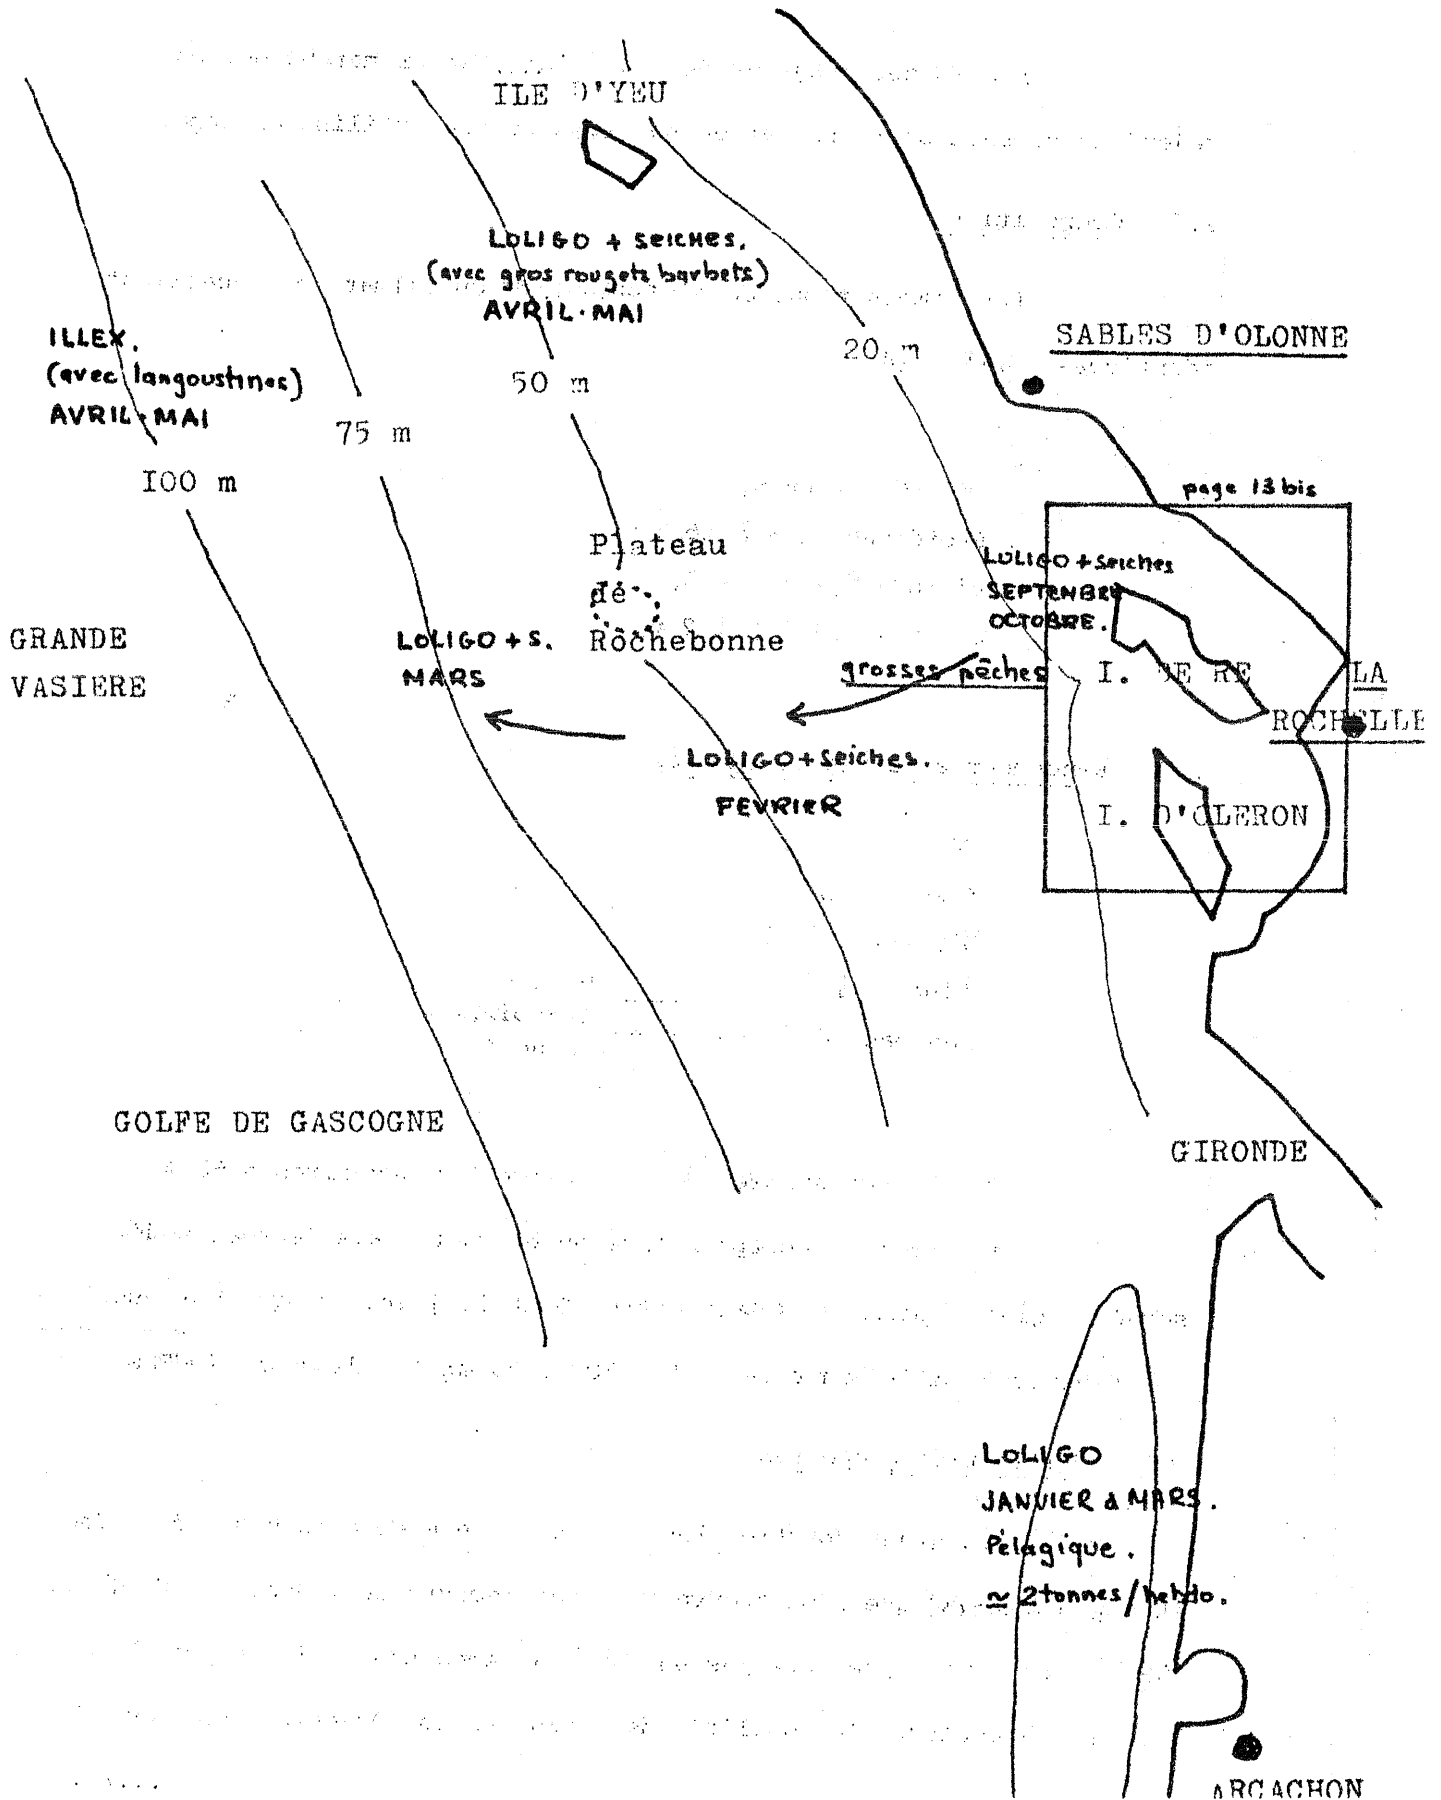 ILE D'YEU
LOLIGO + seiches.
(avec gros rougets barbets)
AVRIL·MAI
ILLEX.
(avec langoustines)
AVRIL·MAI
SABLES D'OLONNE
20 m
50 m
75 m
100 m
page 13 bis
Plateau
de
Rochebonne
LOLIGO + seiches
SEPTEMBRE
OCTOBRE.
GRANDE
VASIERE
LOLIGO + S.
MARS
grosses pêches
I. DE RE
LA
ROCHELLE
LOLIGO + Seiches.
FEVRIER
I. D'OLERON
GOLFE DE GASCOGNE
GIRONDE
LOLIGO
JANVIER à MARS.
Pélagique.
≃ 2 tonnes/hebdo.
ARCACHON